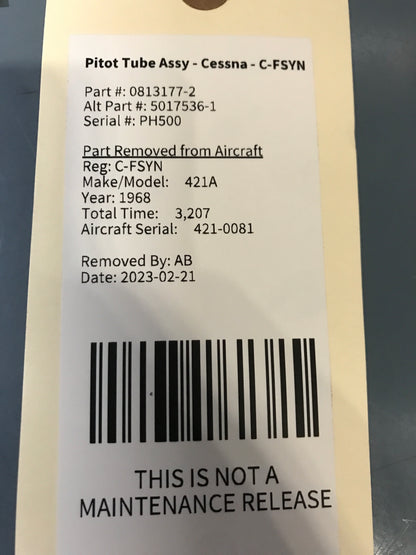 Pitot Tube Assy - Cessna - C-FSYN
Part #: 0813177-2
Alt Part #: 5017536-1
Serial #: PH500
Part Removed from Aircraft
Reg: C-FSYN
Make/Model: 421A
Year: 1968
Total Time: 3,207
Aircraft Serial: 421-0081
Removed By: AB
Date: 2023-02-21
THIS IS NOT A
MAINTENANCE RELEASE